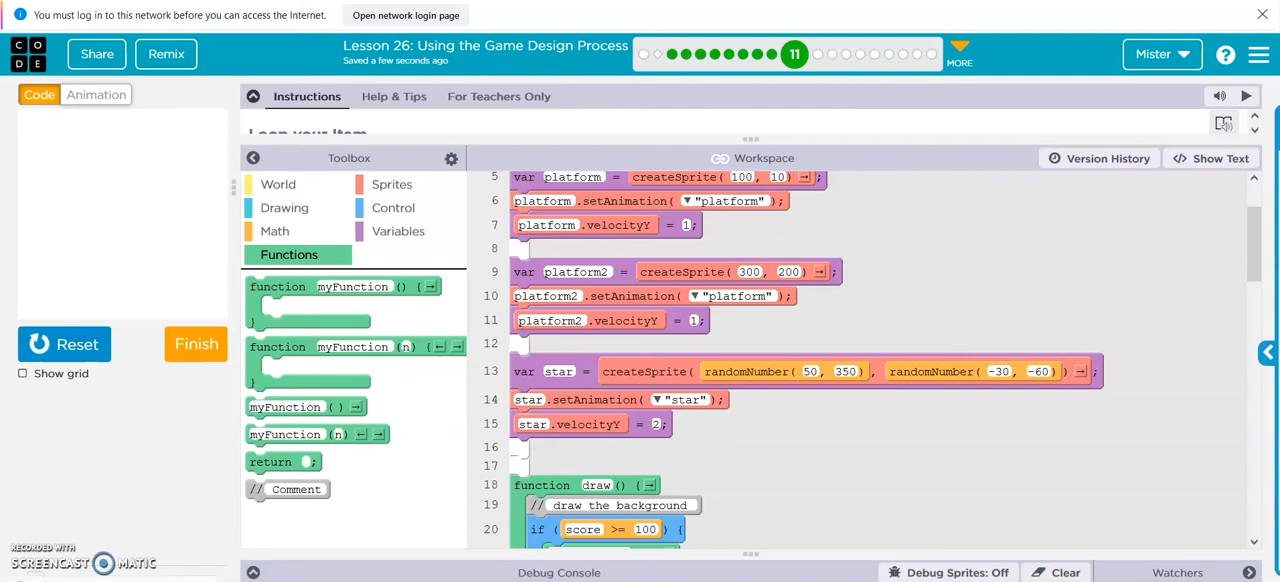 You must log in to this network before you can access the Internet. Open network login page
C O
D E
Share
Remix
Lesson 26: Using the Game Design Process
Saved a few seconds ago
11
MORE
Mister
?
Code
Animation
Instructions
Help & Tips
For Teachers Only
Toolbox
Workspace
Version History
</> Show Text
World
Sprites
Drawing
Control
Math
Variables
Functions
function myFunction () {
}
function myFunction (n) {
}
myFunction ()
myFunction (n)
return ;
// Comment
5 var platform = createSprite( 100, 10) ;
6 platform .setAnimation( "platform" );
7 platform .velocityY = 1;
8
9 var platform2 = createSprite( 300, 200) ;
10 platform2 .setAnimation( "platform" );
11 platform2 .velocityY = 1;
12
13 var star = createSprite( randomNumber( 50, 350) , randomNumber( -30, -60) ) ;
14 star .setAnimation( "star" );
15 star .velocityY = 2;
16
17
18 function draw () {
19 // draw the background
20 if ( score >= 100 ) {
Reset
Finish
Show grid
RECORDED WITH
SCREENCAST MATIC
Debug Console
Debug Sprites: Off
Clear
Watchers